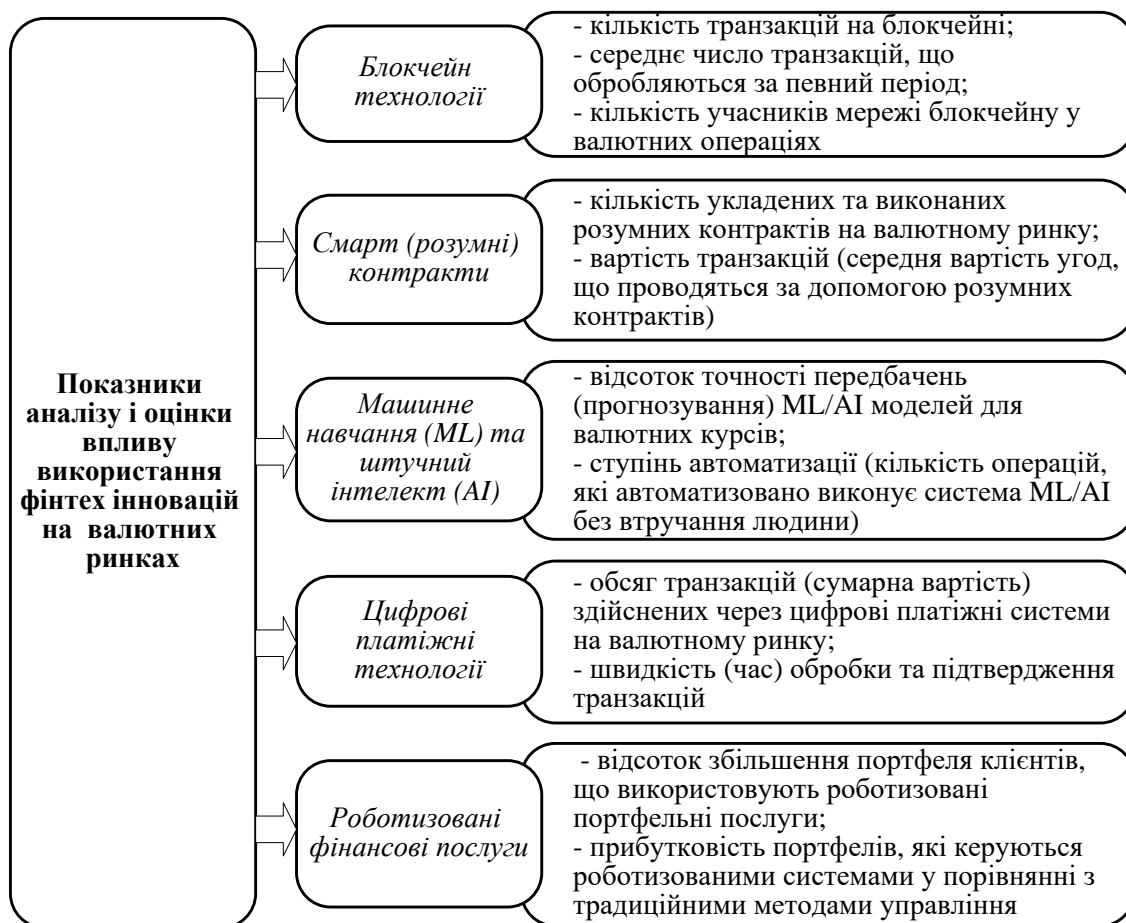 Показники
аналізу і оцінки
впливу
використання
фінтех інновацій
на валютних
ринках
Блокчейн
технології
- кількість транзакцій на блокчейні;
- середнє число транзакцій, що
обробляються за певний період;
- кількість учасників мережі блокчейну у
валютних операціях
Смарт (розумні)
контракти
- кількість укладених та виконаних
розумних контрактів на валютному ринку;
- вартість транзакцій (середня вартість угод,
що проводяться за допомогою розумних
контрактів)
Машинне
навчання (ML) та
штучний
інтелект (AI)
- відсоток точності передбачень
(прогнозування) ML/AI моделей для
валютних курсів;
- ступінь автоматизації (кількість операцій,
які автоматизовано виконує система ML/AI
без втручання людини)
Цифрові
платіжні
технології
- обсяг транзакцій (сумарна вартість)
здійснених через цифрові платіжні системи
на валютному ринку;
- швидкість (час) обробки та підтвердження
транзакцій
Роботизовані
фінансові послуги
- відсоток збільшення портфеля клієнтів,
що використовують роботизовані
портфельні послуги;
- прибутковість портфелів, які керуються
роботизованими системами у порівнянні з
традиційними методами управління